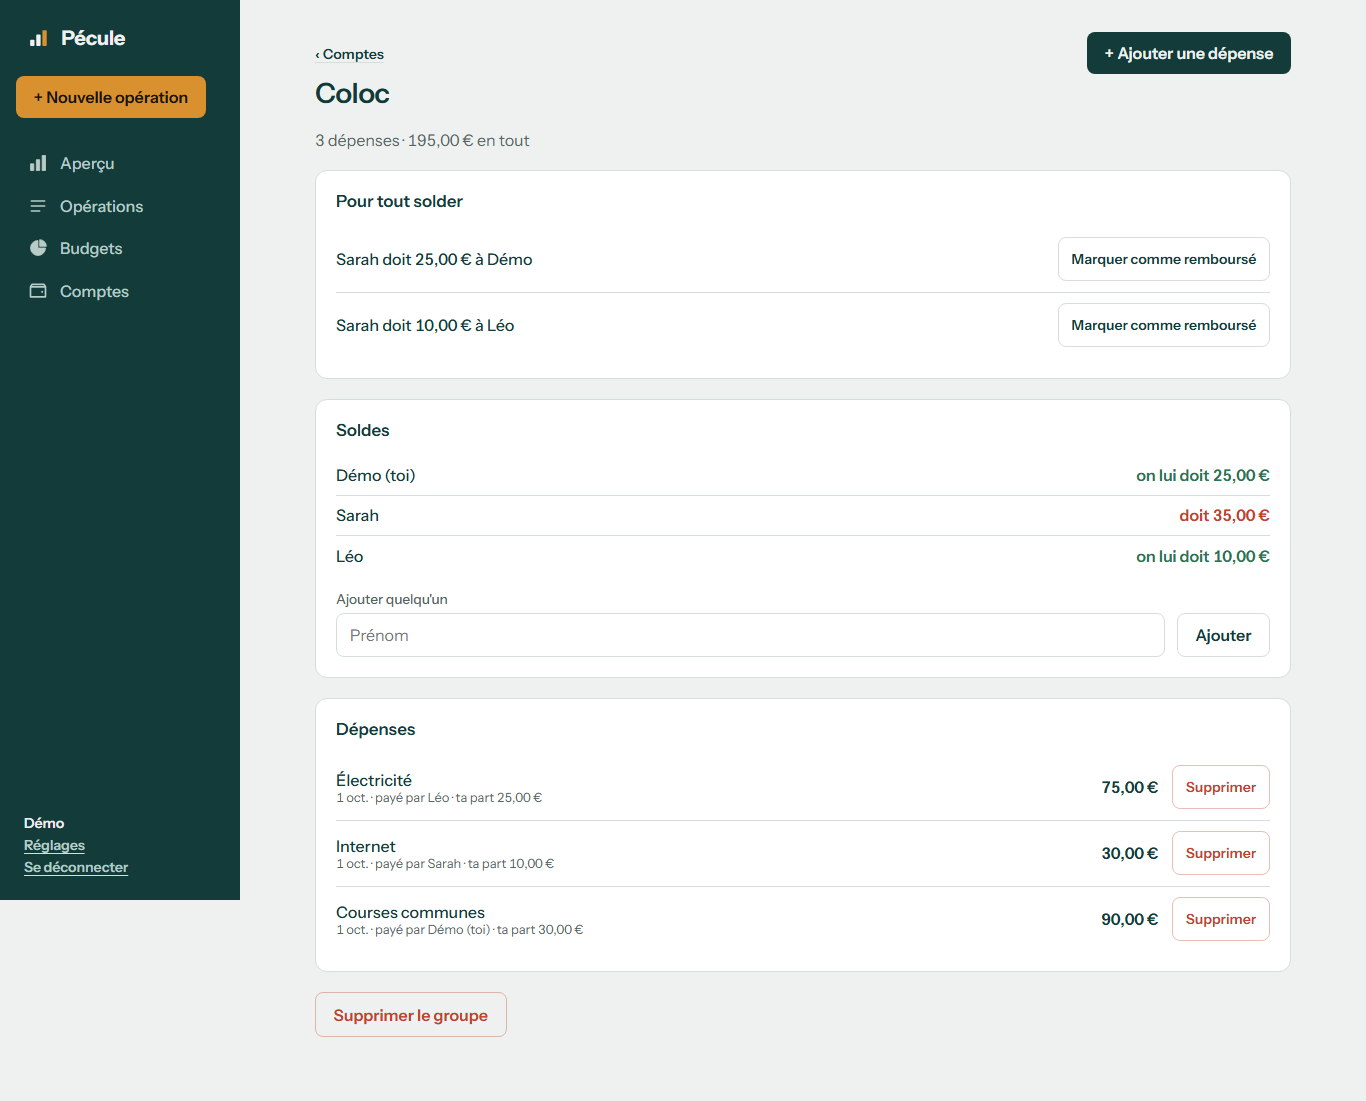 Pécule
+ Nouvelle opération
Aperçu
Opérations
Budgets
Comptes
Démo
Réglages
Se déconnecter
‹ Comptes
+ Ajouter une dépense
Coloc
3 dépenses · 195,00 € en tout
Pour tout solder
Sarah doit 25,00 € à Démo
Marquer comme remboursé
Sarah doit 10,00 € à Léo
Marquer comme remboursé
Soldes
Démo (toi)
on lui doit 25,00 €
Sarah
doit 35,00 €
Léo
on lui doit 10,00 €
Ajouter quelqu'un
Prénom
Ajouter
Dépenses
Électricité
1 oct. · payé par Léo · ta part 25,00 €
75,00 €
Supprimer
Internet
1 oct. · payé par Sarah · ta part 10,00 €
30,00 €
Supprimer
Courses communes
1 oct. · payé par Démo (toi) · ta part 30,00 €
90,00 €
Supprimer
Supprimer le groupe